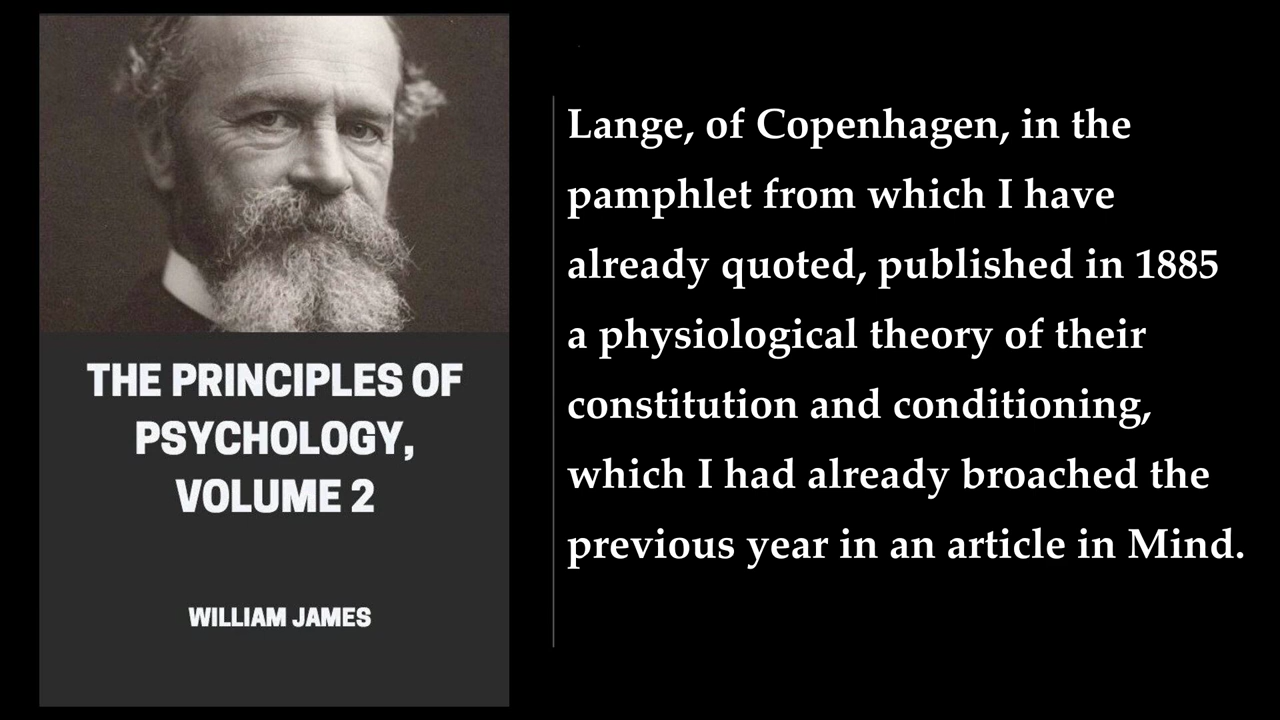 THE PRINCIPLES OF
PSYCHOLOGY,
VOLUME 2
WILLIAM JAMES
Lange, of Copenhagen, in the
pamphlet from which I have
already quoted, published in 1885
a physiological theory of their
constitution and conditioning,
which I had already broached the
previous year in an article in Mind.